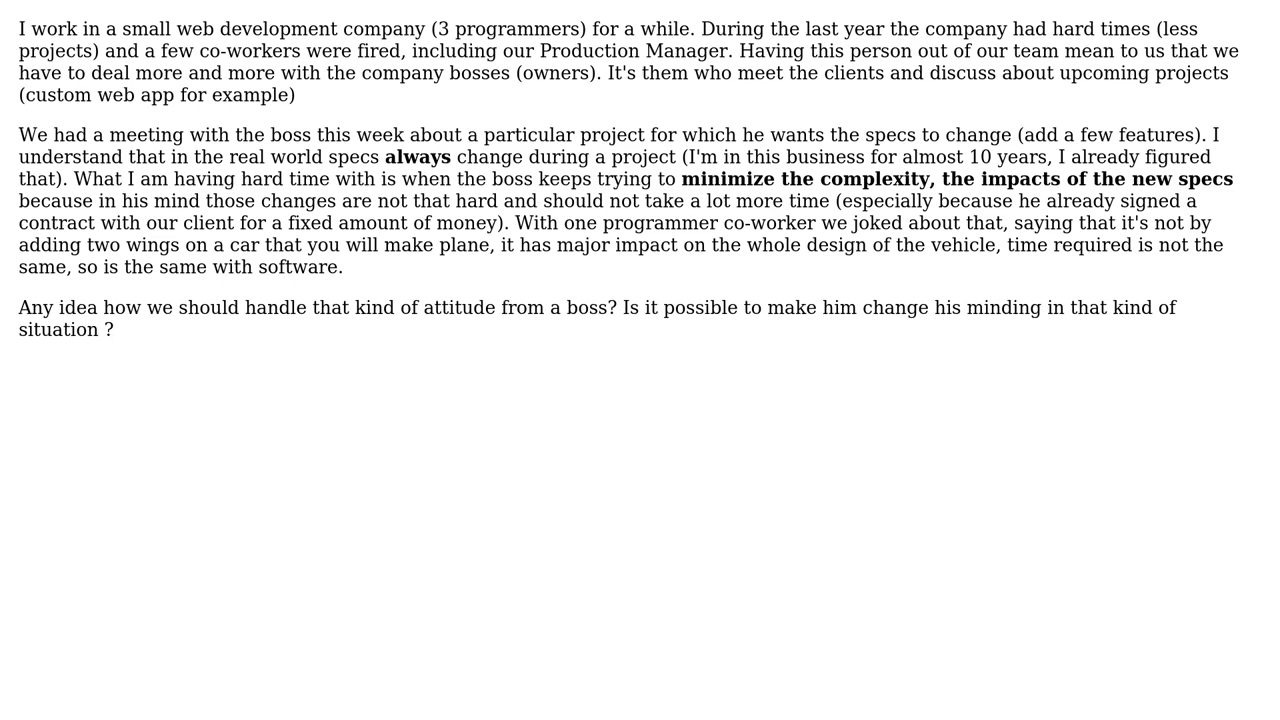 I work in a small web development company (3 programmers) for a while. During the last year the company had hard times (less
projects) and a few co-workers were fired, including our Production Manager. Having this person out of our team mean to us that we
have to deal more and more with the company bosses (owners). It's them who meet the clients and discuss about upcoming projects
(custom web app for example)
We had a meeting with the boss this week about a particular project for which he wants the specs to change (add a few features). I
understand that in the real world specs always change during a project (I'm in this business for almost 10 years, I already figured
that). What I am having hard time with is when the boss keeps trying to minimize the complexity, the impacts of the new specs
because in his mind those changes are not that hard and should not take a lot more time (especially because he already signed a
contract with our client for a fixed amount of money). With one programmer co-worker we joked about that, saying that it's not by
adding two wings on a car that you will make plane, it has major impact on the whole design of the vehicle, time required is not the
same, so is the same with software.
Any idea how we should handle that kind of attitude from a boss? Is it possible to make him change his minding in that kind of
situation ?